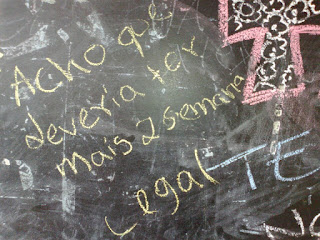 Acho que
deveria ter
mais 2 semana
Legal
TE